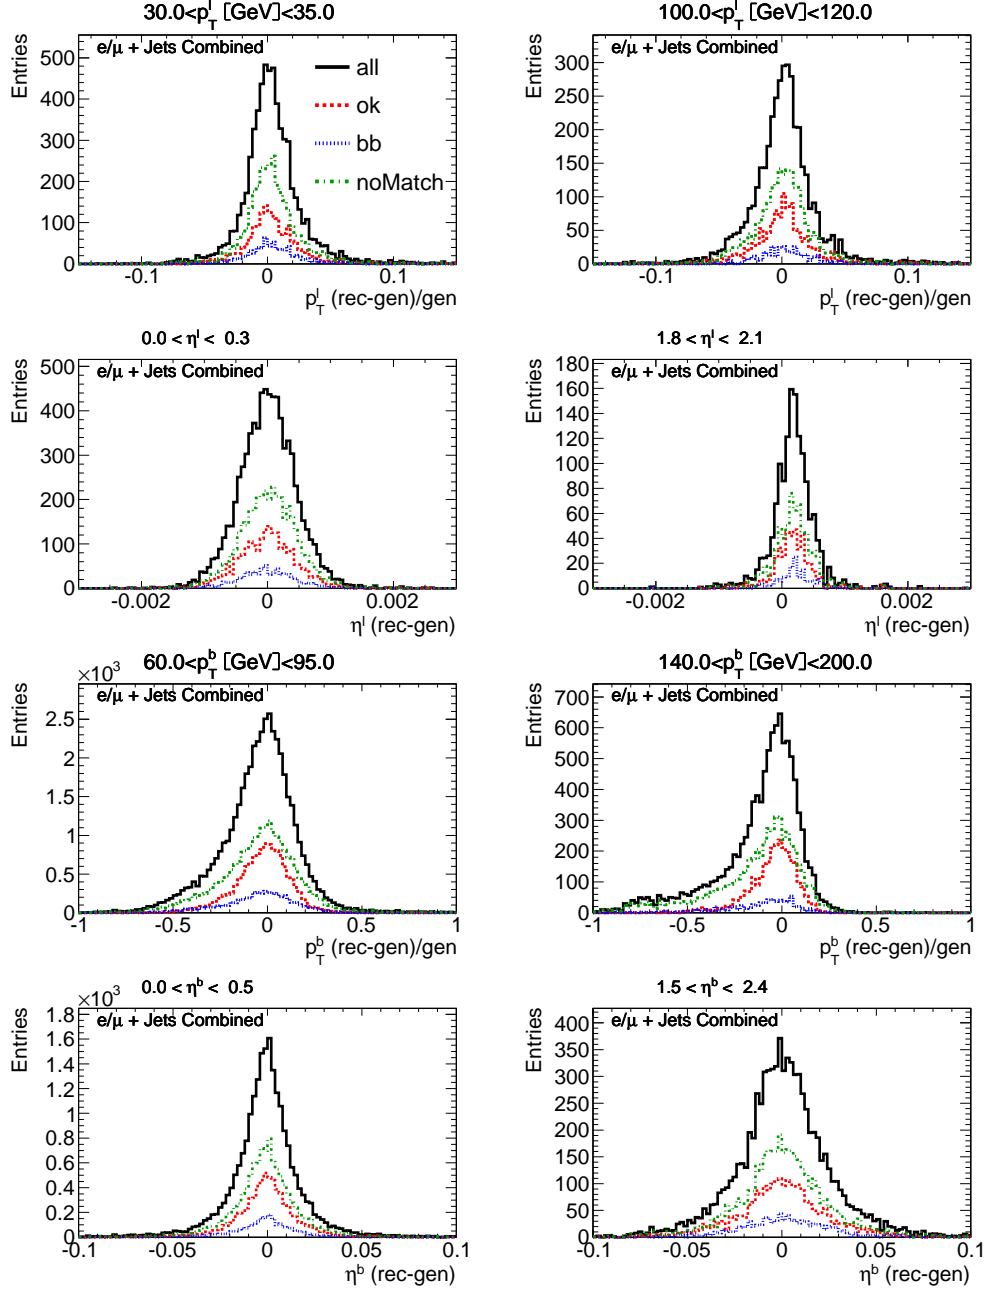 30.0<p_T^l [GeV]<35.0
Entries
e/μ + Jets Combined
all
ok
bb
noMatch
500
400
300
200
100
0
-0.1 0 0.1
p_T^l (rec-gen)/gen
100.0<p_T^l [GeV]<120.0
Entries
e/μ + Jets Combined
300
250
200
150
100
50
0
-0.1 0 0.1
p_T^l (rec-gen)/gen
0.0 < η^l < 0.3
Entries
e/μ + Jets Combined
500
400
300
200
100
0
-0.002 0 0.002
η^l (rec-gen)
1.8 < η^l < 2.1
Entries
e/μ + Jets Combined
180
160
140
120
100
80
60
40
20
0
-0.002 0 0.002
η^l (rec-gen)
60.0<p_T^b [GeV]<95.0
×10^3
Entries
e/μ + Jets Combined
2.5
2
1.5
1
0.5
0
-1 -0.5 0 0.5 1
p_T^b (rec-gen)/gen
140.0<p_T^b [GeV]<200.0
Entries
e/μ + Jets Combined
700
600
500
400
300
200
100
0
-1 -0.5 0 0.5 1
p_T^b (rec-gen)/gen
0.0 < η^b < 0.5
×10^3
Entries
e/μ + Jets Combined
1.8
1.6
1.4
1.2
1
0.8
0.6
0.4
0.2
0
-0.1 -0.05 0 0.05 0.1
η^b (rec-gen)
1.5 < η^b < 2.4
Entries
e/μ + Jets Combined
400
350
300
250
200
150
100
50
0
-0.1 -0.05 0 0.05 0.1
η^b (rec-gen)